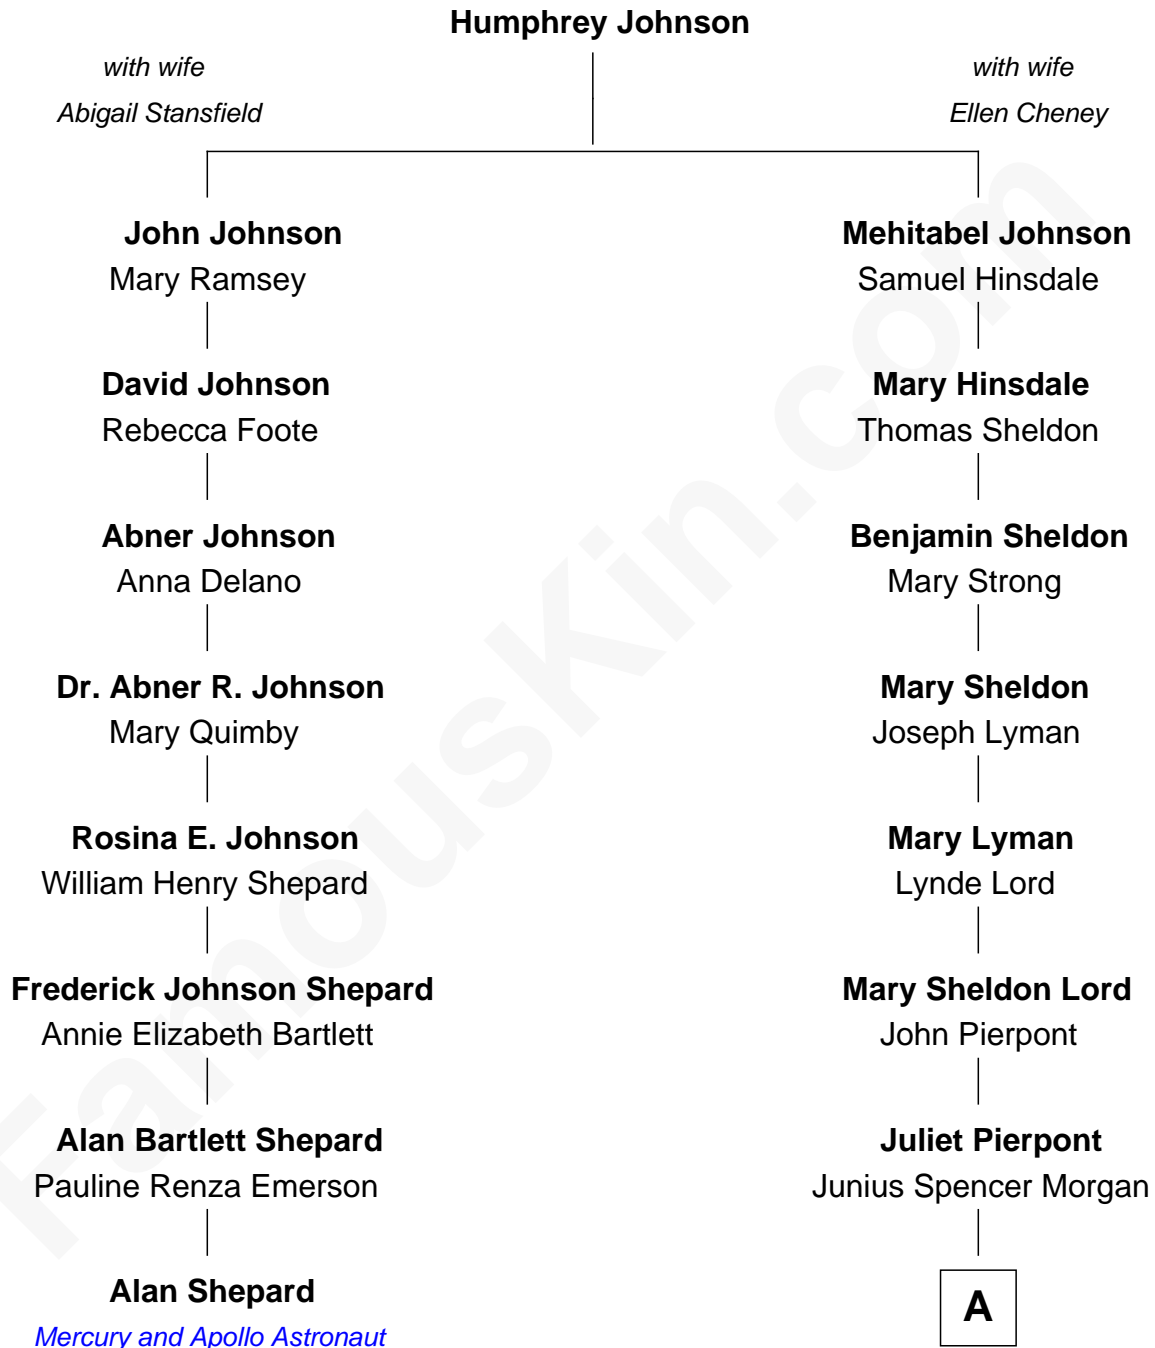 Humphrey Johnson
with wife
Abigail Stansfield
with wife
Ellen Cheney
John Johnson
Mary Ramsey
Mehitabel Johnson
Samuel Hinsdale
David Johnson
Rebecca Foote
Mary Hinsdale
Thomas Sheldon
Abner Johnson
Anna Delano
Benjamin Sheldon
Mary Strong
Dr. Abner R. Johnson
Mary Quimby
Mary Sheldon
Joseph Lyman
Rosina E. Johnson
William Henry Shepard
Mary Lyman
Lynde Lord
Frederick Johnson Shepard
Annie Elizabeth Bartlett
Mary Sheldon Lord
John Pierpont
Alan Bartlett Shepard
Pauline Renza Emerson
Juliet Pierpont
Junius Spencer Morgan
Alan Shepard
Mercury and Apollo Astronaut
A
FamousKin.com